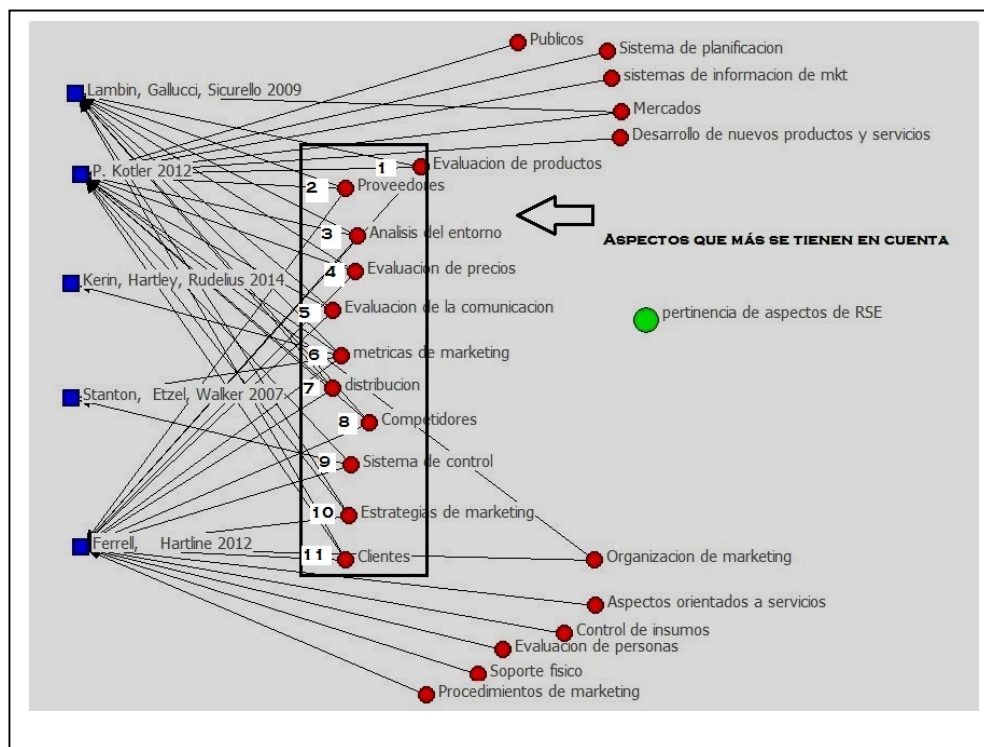 Publicos
Sistema de planificacion
sistemas de informacion de mkt
Lambin, Gallucci, Sicurello 2009
Mercados
Desarrollo de nuevos productos y servicios
1 Evaluacion de productos
P. Kotler 2012
2 Proveedores
3 Analisis del entorno
ASPECTOS QUE MÁS SE TIENEN EN CUENTA
4 Evaluacion de precios
Kerin, Hartley, Rudelius 2014
5 Evaluacion de la comunicacion
pertinencia de aspectos de RSE
6 metricas de marketing
7 distribucion
Stanton, Etzel, Walker 2007
8 Competidores
9 Sistema de control
10 Estrategias de marketing
Ferrell, Hartline 2012
11 Clientes
Organizacion de marketing
Aspectos orientados a servicios
Control de insumos
Evaluacion de personas
Soporte fisico
Procedimientos de marketing